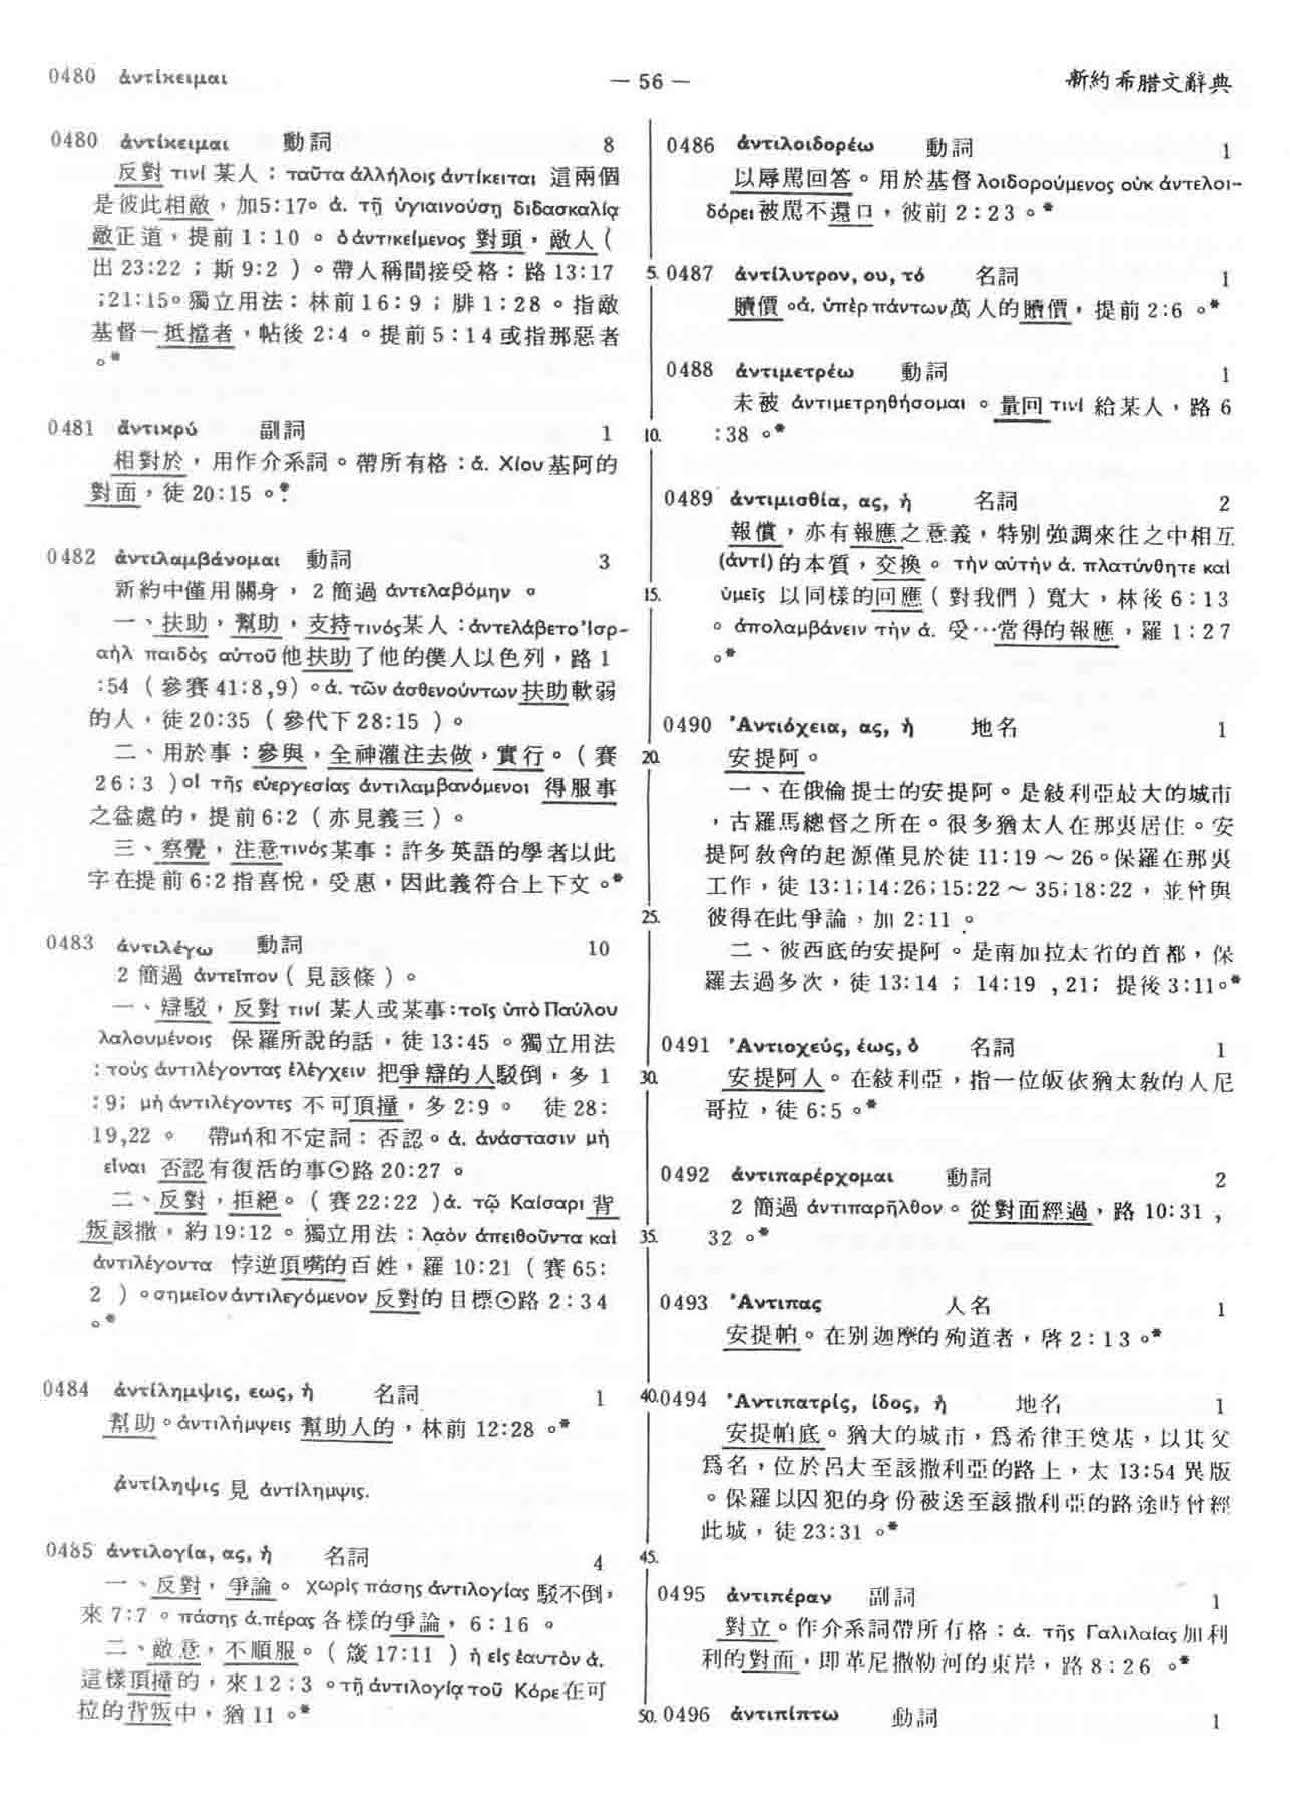 0480 ἀντίκειμαι
— 56 —
新約希腊文辭典
0480 ἀντίκειμαι 動詞 8
反對 τινί 某人：ταῦτα ἀλλήλοις ἀντίκειται 這兩個
是彼此相敵，加5:17。ἀ. τῇ ὑγιαινούσῃ διδασκαλίᾳ
敵正道，提前 1:10 。ὁ ἀντικείμενος 對頭，敵人 (
出 23:22 ；斯 9:2 ) 。帶人稱間接受格：路 13:17
;21:15。獨立用法：林前16:9；腓 1:28 。指敵
基督－抵擋者，帖後 2:4 。提前 5:14 或指那惡者
。*
0481 ἀντικρύ 副詞 1
相對於，用作介系詞。帶所有格：ἀ. Χίου 基阿的
對面，徒 20:15 。*
0482 ἀντιλαμβάνομαι 動詞 3
新約中僅用關身，2 簡過 ἀντελαβόμην 。
一、扶助，幫助，支持 τινός 某人：ἀντελάβετο Ἰσρ-
αὴλ παιδὸς αὐτοῦ 他扶助了他的僕人以色列，路 1
:54 ( 參賽 41:8,9) 。ἀ. τῶν ἀσθενούντων 扶助軟弱
的人，徒20:35 ( 參代下28:15 ) 。
二、用於事：參與，全神灌注去做，實行。( 賽
26:3 ) οἱ τῆς εὐεργεσίας ἀντιλαμβανόμενοι 得服事
之益處的，提前 6:2 ( 亦見義三 ) 。
三、察覺，注意 τινός 某事：許多英語的學者以此
字在提前 6:2 指喜悅，受惠，因此義符合上下文。*
0483 ἀντιλέγω 動詞 10
2 簡過 ἀντεῖπον ( 見該條 ) 。
一、辯駁，反對 τινί 某人或某事：τοῖς ὑπὸ Παύλου
λαλουμένοις 保羅所說的話，徒 13:45 。獨立用法
：τοὺς ἀντιλέγοντας ἐλέγχειν 把爭辯的人駁倒，多 1
:9; μὴ ἀντιλέγοντες 不可頂撞，多 2:9 。 徒 28:
19,22 。 帶μή和不定詞：否認。ἀ. ἀνάστασιν μὴ
εἶναι 否認有復活的事⊙路 20:27 。
二、反對，拒絕。( 賽 22:22 ) ἀ. τῷ Καίσαρι 背
叛該撒，約 19:12 。獨立用法：λαὸν ἀπειθοῦντα καὶ
ἀντιλέγοντα 悖逆頂嘴的百姓，羅 10:21 ( 賽 65:
2 ) 。σημεῖον ἀντιλεγόμενον 反對的目標⊙路 2:34
。*
0484 ἀντίλημψις, εως, ἡ 名詞 1
幫助。ἀντιλήμψεις 幫助人的，林前 12:28 。*
ἀντίληψις 見 ἀντίλημψις.
0485 ἀντιλογία, ας, ἡ 名詞 4
一、反對，爭論。χωρὶς πάσης ἀντιλογίας 駁不倒，
來 7:7 。πάσης ἀ. πέρας 各樣的爭論，6:16 。
二、敵意，不順服。( 箴 17:11 ) ἡ εἰς ἑαυτὸν ἀ.
這樣頂撞的，來12:3 。τῇ ἀντιλογίᾳ τοῦ Κόρε 在可
拉的背叛中，猶 11 。*
0486 ἀντιλοιδορέω 動詞 1
以辱罵回答。用於基督 λοιδορούμενος οὐκ ἀντελοι-
δόρει 被罵不還口，彼前 2:23 。*
5. 0487 ἀντίλυτρον, ου, τό 名詞 1
贖價。ἀ. ὑπὲρ πάντων 萬人的贖價，提前 2:6 。*
0488 ἀντιμετρέω 動詞 1
未被 ἀντιμετρηθήσομαι 。量回 τινί 給某人，路 6
10. :38 。*
0489 ἀντιμισθία, ας, ἡ 名詞 2
報償，亦有報應之意義，特別強調來往之中相互
(ἀντί) 的本質，交換。τὴν αὐτὴν ἀ. πλατύνθητε καὶ
15. ὑμεῖς 以同樣的回應 ( 對我們 ) 寬大，林後 6:13
。ἀπολαμβάνειν τὴν ἀ. 受…當得的報應，羅 1:27
。*
0490 Ἀντιόχεια, ας, ἡ 地名 1
20. 安提阿。
一、在俄倫提士的安提阿。是敍利亞最大的城市
，古羅馬總督之所在。很多猶太人在那裏居住。安
提阿教會的起源僅見於徒 11:19～26。保羅在那裏
工作，徒 13:1;14:26;15:22～35;18:22，並曾與
25. 彼得在此爭論，加 2:11 。
二、彼西底的安提阿。是南加拉太省的首都，保
羅去過多次，徒 13:14 ; 14:19 ,21; 提後 3:11。*
0491 Ἀντιοχεύς, έως, ὁ 名詞 1
30. 安提阿人。在敍利亞，指一位皈依猶太教的人尼
哥拉，徒 6:5 。*
0492 ἀντιπαρέρχομαι 動詞 2
2 簡過 ἀντιπαρῆλθον。從對面經過，路 10:31 ,
35. 32 。*
0493 Ἀντιπας 人名 1
安提帕。在別迦摩的殉道者，啓 2:13 。*
40. 0494 Ἀντιπατρίς, ίδος, ἡ 地名 1
安提帕底。猶大的城市，爲希律王奠基，以其父
爲名，位於呂大至該撒利亞的路上，太 13:54 異版
。保羅以囚犯的身份被送至該撒利亞的路途時曾經
此城，徒 23:31 。*
45.
0495 ἀντιπέραν 副詞 1
對立。作介系詞帶所有格：ἀ. τῆς Γαλιλαίας 加利
利的對面，即革尼撒勒河的東岸，路 8:26 。*
50. 0496 ἀντιπίπτω 動詞 1